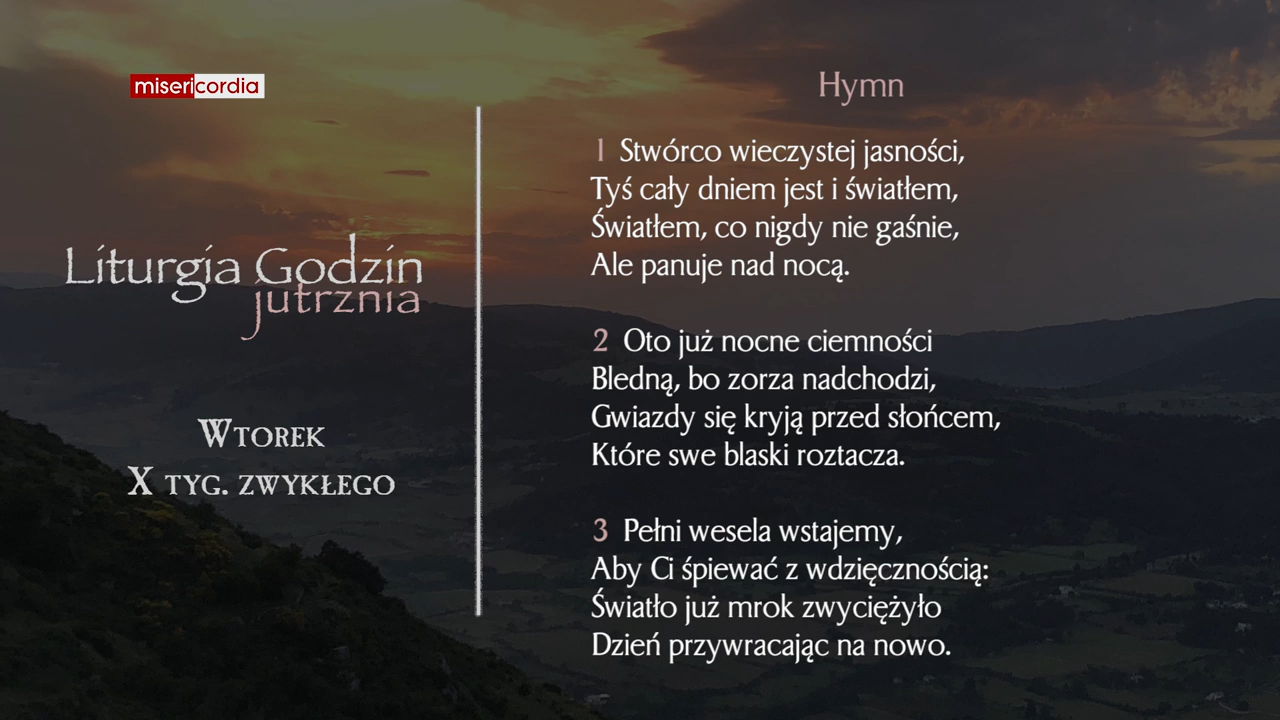 misericordia
Liturgia Godzin
jutrznia
Wtorek
X tyg. zwykłego
Hymn
1 Stwórco wieczystej jasności,
Tyś cały dniem jest i światłem,
Światłem, co nigdy nie gaśnie,
Ale panuje nad nocą.
2 Oto już nocne ciemności
Bledną, bo zorza nadchodzi,
Gwiazdy się kryją przed słońcem,
Które swe blaski roztacza.
3 Pełni wesela wstajemy,
Aby Ci śpiewać z wdzięcznością:
Światło już mrok zwyciężyło
Dzień przywracając na nowo.